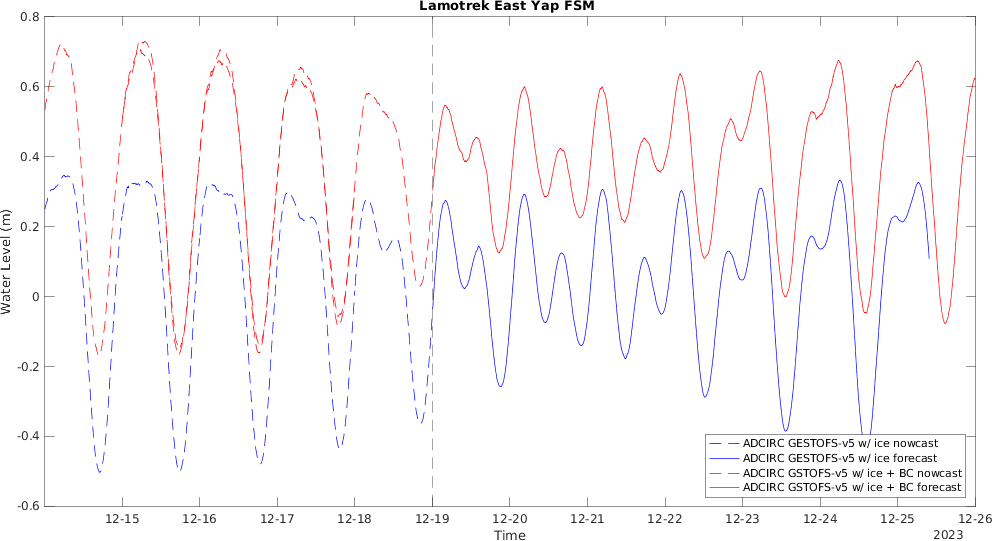 Lamotrek East Yap FSM
0.8
0.6
0.4
0.2
0
-0.2
-0.4
-0.6
Water Level (m)
ADCIRC GESTOFS-v5 w/ ice nowcast
ADCIRC GESTOFS-v5 w/ ice forecast
ADCIRC GSTOFS-v5 w/ ice + BC nowcast
ADCIRC GSTOFS-v5 w/ ice + BC forecast
12-15 12-16 12-17 12-18 12-19 12-20 12-21 12-22 12-23 12-24 12-25 12-26
Time
2023